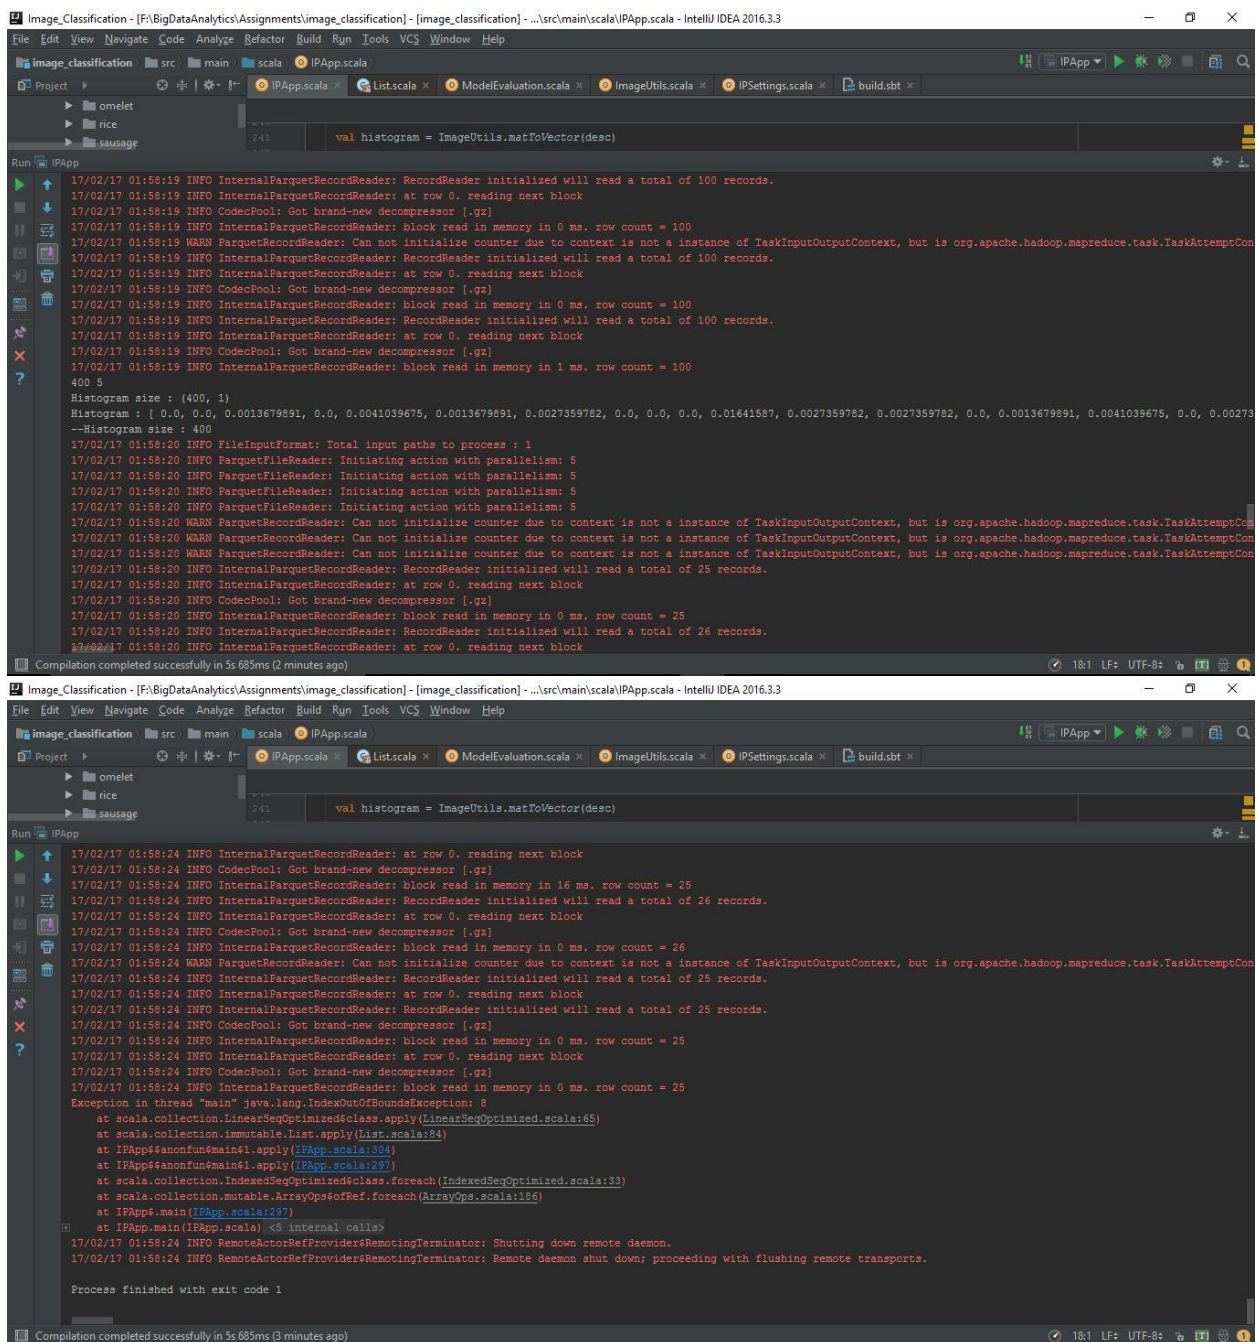 Image_Classification - [F:\BigDataAnalytics\Assignments\image_classification] - [image_classification] - ...\src\main\scala\IPApp.scala - IntelliJ IDEA 2016.3.3
File Edit View Navigate Code Analyze Refactor Build Run Tools VCS Window Help
image_classification src main scala IPApp.scala IPApp
Project IPApp.scala List.scala ModelEvaluation.scala ImageUtils.scala IPSettings.scala build.sbt
omelet
rice
241 val histogram = ImageUtils.matToVector(desc)
sausage
Run IPApp
17/02/17 01:58:19 INFO InternalParquetRecordReader: RecordReader initialized will read a total of 100 records.
17/02/17 01:58:19 INFO InternalParquetRecordReader: at row 0. reading next block
17/02/17 01:58:19 INFO CodecPool: Got brand-new decompressor [.gz]
17/02/17 01:58:19 INFO InternalParquetRecordReader: block read in memory in 0 ms. row count = 100
17/02/17 01:58:19 WARN ParquetRecordReader: Can not initialize counter due to context is not a instance of TaskInputOutputContext, but is org.apache.hadoop.mapreduce.task.TaskAttemptCon
17/02/17 01:58:19 INFO InternalParquetRecordReader: RecordReader initialized will read a total of 100 records.
17/02/17 01:58:19 INFO InternalParquetRecordReader: at row 0. reading next block
17/02/17 01:58:19 INFO CodecPool: Got brand-new decompressor [.gz]
17/02/17 01:58:19 INFO InternalParquetRecordReader: block read in memory in 0 ms. row count = 100
17/02/17 01:58:19 INFO InternalParquetRecordReader: RecordReader initialized will read a total of 100 records.
17/02/17 01:58:19 INFO InternalParquetRecordReader: at row 0. reading next block
17/02/17 01:58:19 INFO CodecPool: Got brand-new decompressor [.gz]
17/02/17 01:58:19 INFO InternalParquetRecordReader: block read in memory in 1 ms. row count = 100
400 5
Histogram size : (400, 1)
Histogram : [ 0.0, 0.0, 0.0013679891, 0.0, 0.0041039675, 0.0013679891, 0.0027359782, 0.0, 0.0, 0.0, 0.01641587, 0.0027359782, 0.0027359782, 0.0, 0.0013679891, 0.0041039675, 0.0, 0.00273
--Histogram size : 400
17/02/17 01:58:20 INFO FileInputFormat: Total input paths to process : 1
17/02/17 01:58:20 INFO ParquetFileReader: Initiating action with parallelism: 5
17/02/17 01:58:20 INFO ParquetFileReader: Initiating action with parallelism: 5
17/02/17 01:58:20 INFO ParquetFileReader: Initiating action with parallelism: 5
17/02/17 01:58:20 INFO ParquetFileReader: Initiating action with parallelism: 5
17/02/17 01:58:20 WARN ParquetRecordReader: Can not initialize counter due to context is not a instance of TaskInputOutputContext, but is org.apache.hadoop.mapreduce.task.TaskAttemptCon
17/02/17 01:58:20 WARN ParquetRecordReader: Can not initialize counter due to context is not a instance of TaskInputOutputContext, but is org.apache.hadoop.mapreduce.task.TaskAttemptCon
17/02/17 01:58:20 WARN ParquetRecordReader: Can not initialize counter due to context is not a instance of TaskInputOutputContext, but is org.apache.hadoop.mapreduce.task.TaskAttemptCon
17/02/17 01:58:20 INFO InternalParquetRecordReader: RecordReader initialized will read a total of 25 records.
17/02/17 01:58:20 INFO InternalParquetRecordReader: at row 0. reading next block
17/02/17 01:58:20 INFO CodecPool: Got brand-new decompressor [.gz]
17/02/17 01:58:20 INFO InternalParquetRecordReader: block read in memory in 0 ms. row count = 25
17/02/17 01:58:20 INFO InternalParquetRecordReader: RecordReader initialized will read a total of 26 records.
17/02/17 01:58:20 INFO InternalParquetRecordReader: at row 0. reading next block
Compilation completed successfully in 5s 685ms (2 minutes ago) 18:1 LF÷ UTF-8÷
Image_Classification - [F:\BigDataAnalytics\Assignments\image_classification] - [image_classification] - ...\src\main\scala\IPApp.scala - IntelliJ IDEA 2016.3.3
File Edit View Navigate Code Analyze Refactor Build Run Tools VCS Window Help
image_classification src main scala IPApp.scala IPApp
Project IPApp.scala List.scala ModelEvaluation.scala ImageUtils.scala IPSettings.scala build.sbt
omelet
rice
241 val histogram = ImageUtils.matToVector(desc)
sausage
Run IPApp
17/02/17 01:58:24 INFO InternalParquetRecordReader: at row 0. reading next block
17/02/17 01:58:24 INFO CodecPool: Got brand-new decompressor [.gz]
17/02/17 01:58:24 INFO InternalParquetRecordReader: block read in memory in 16 ms. row count = 25
17/02/17 01:58:24 INFO InternalParquetRecordReader: RecordReader initialized will read a total of 26 records.
17/02/17 01:58:24 INFO InternalParquetRecordReader: at row 0. reading next block
17/02/17 01:58:24 INFO CodecPool: Got brand-new decompressor [.gz]
17/02/17 01:58:24 INFO InternalParquetRecordReader: block read in memory in 0 ms. row count = 26
17/02/17 01:58:24 WARN ParquetRecordReader: Can not initialize counter due to context is not a instance of TaskInputOutputContext, but is org.apache.hadoop.mapreduce.task.TaskAttemptCon
17/02/17 01:58:24 INFO InternalParquetRecordReader: RecordReader initialized will read a total of 25 records.
17/02/17 01:58:24 INFO InternalParquetRecordReader: at row 0. reading next block
17/02/17 01:58:24 INFO InternalParquetRecordReader: RecordReader initialized will read a total of 25 records.
17/02/17 01:58:24 INFO CodecPool: Got brand-new decompressor [.gz]
17/02/17 01:58:24 INFO InternalParquetRecordReader: block read in memory in 0 ms. row count = 25
17/02/17 01:58:24 INFO InternalParquetRecordReader: at row 0. reading next block
17/02/17 01:58:24 INFO CodecPool: Got brand-new decompressor [.gz]
17/02/17 01:58:24 INFO InternalParquetRecordReader: block read in memory in 0 ms. row count = 25
Exception in thread "main" java.lang.IndexOutOfBoundsException: 8
at scala.collection.LinearSeqOptimized$class.apply(LinearSeqOptimized.scala:65)
at scala.collection.immutable.List.apply(List.scala:84)
at IPApp$$anonfun$main$1.apply(IPApp.scala:304)
at IPApp$$anonfun$main$1.apply(IPApp.scala:297)
at scala.collection.IndexedSeqOptimized$class.foreach(IndexedSeqOptimized.scala:33)
at scala.collection.mutable.ArrayOps$ofRef.foreach(ArrayOps.scala:186)
at IPApp$.main(IPApp.scala:297)
at IPApp.main(IPApp.scala) <5 internal calls>
17/02/17 01:58:24 INFO RemoteActorRefProvider$RemotingTerminator: Shutting down remote daemon.
17/02/17 01:58:24 INFO RemoteActorRefProvider$RemotingTerminator: Remote daemon shut down; proceeding with flushing remote transports.
Process finished with exit code 1
Compilation completed successfully in 5s 685ms (3 minutes ago) 18:1 LF÷ UTF-8÷